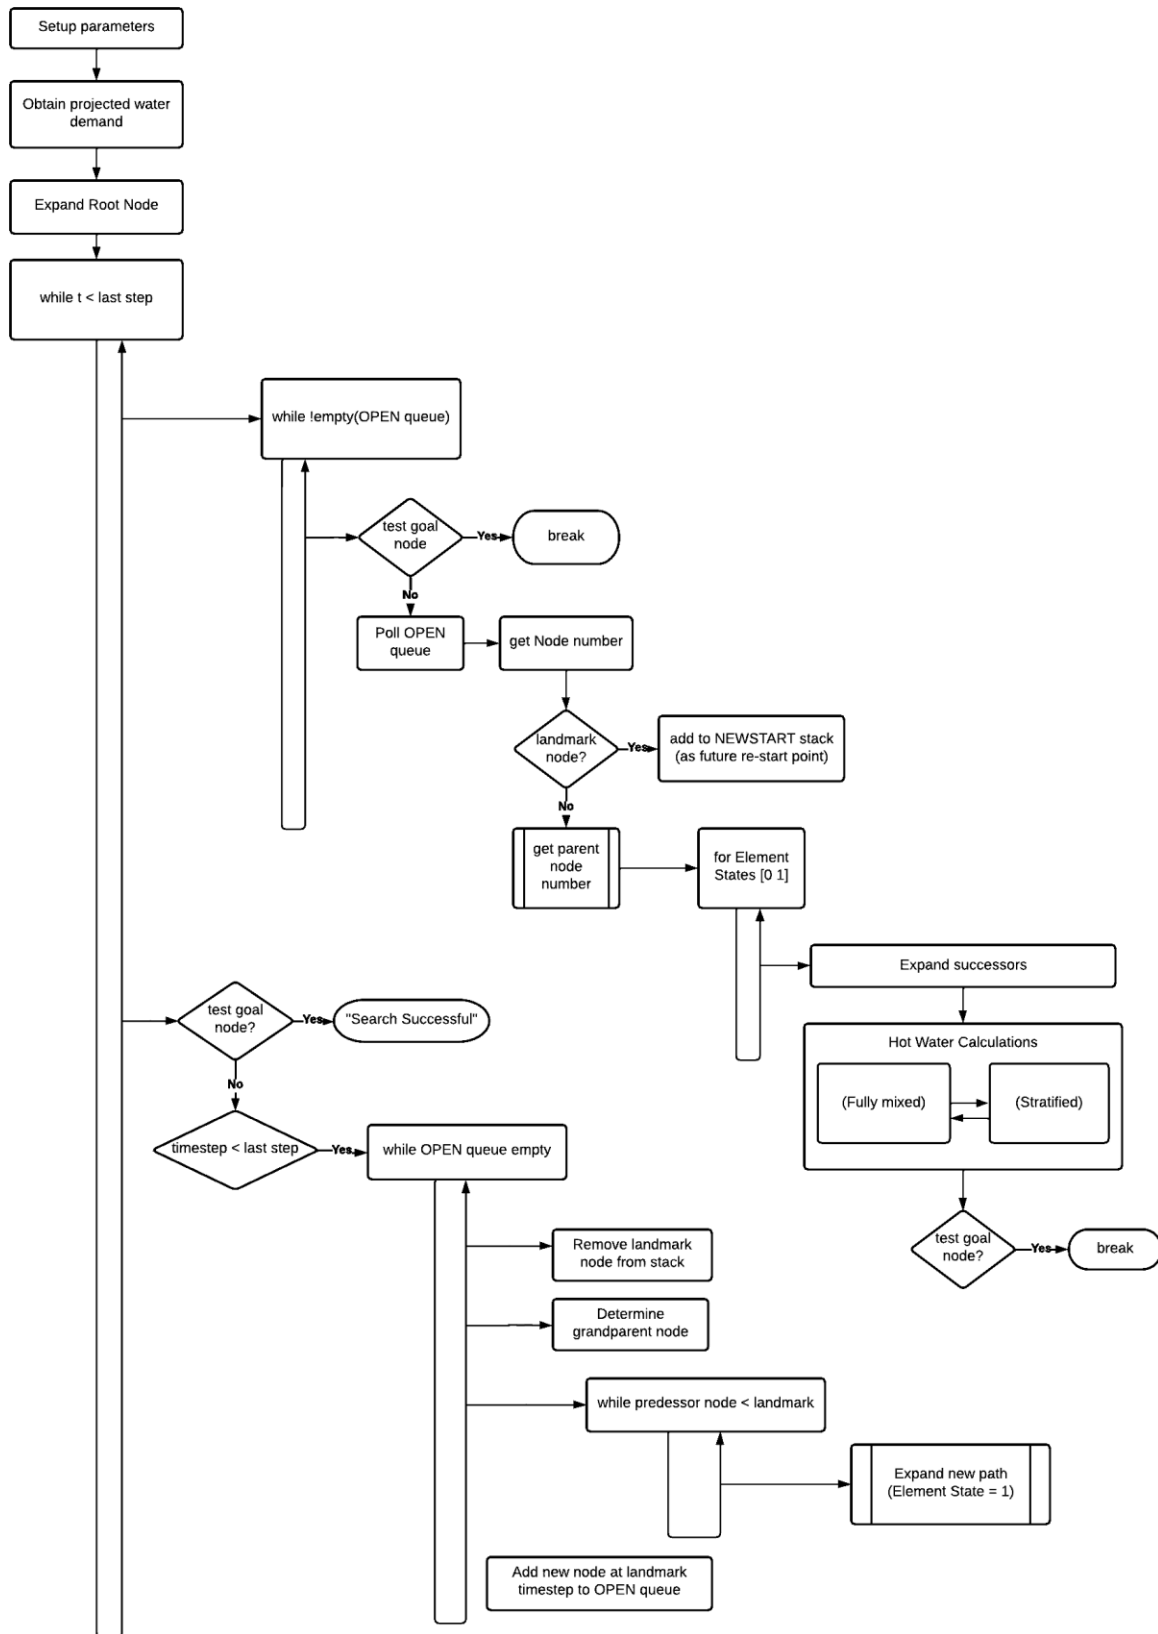 Setup parameters
Obtain projected water
demand
Expand Root Node
while t < last step
while !empty(OPEN queue)
test goal
node
Yes
break
No
Poll OPEN
queue
get Node number
landmark
node?
Yes
add to NEWSTART stack
(as future re-start point)
No
get parent
node
number
for Element
States [0 1]
Expand successors
Hot Water Calculations
(Fully mixed)
(Stratified)
test goal
node?
Yes
break
test goal
node?
Yes
"Search Successful"
No
timestep < last step
Yes
while OPEN queue empty
Remove landmark
node from stack
Determine
grandparent node
while predessor node < landmark
Expand new path
(Element State = 1)
Add new node at landmark
timestep to OPEN queue